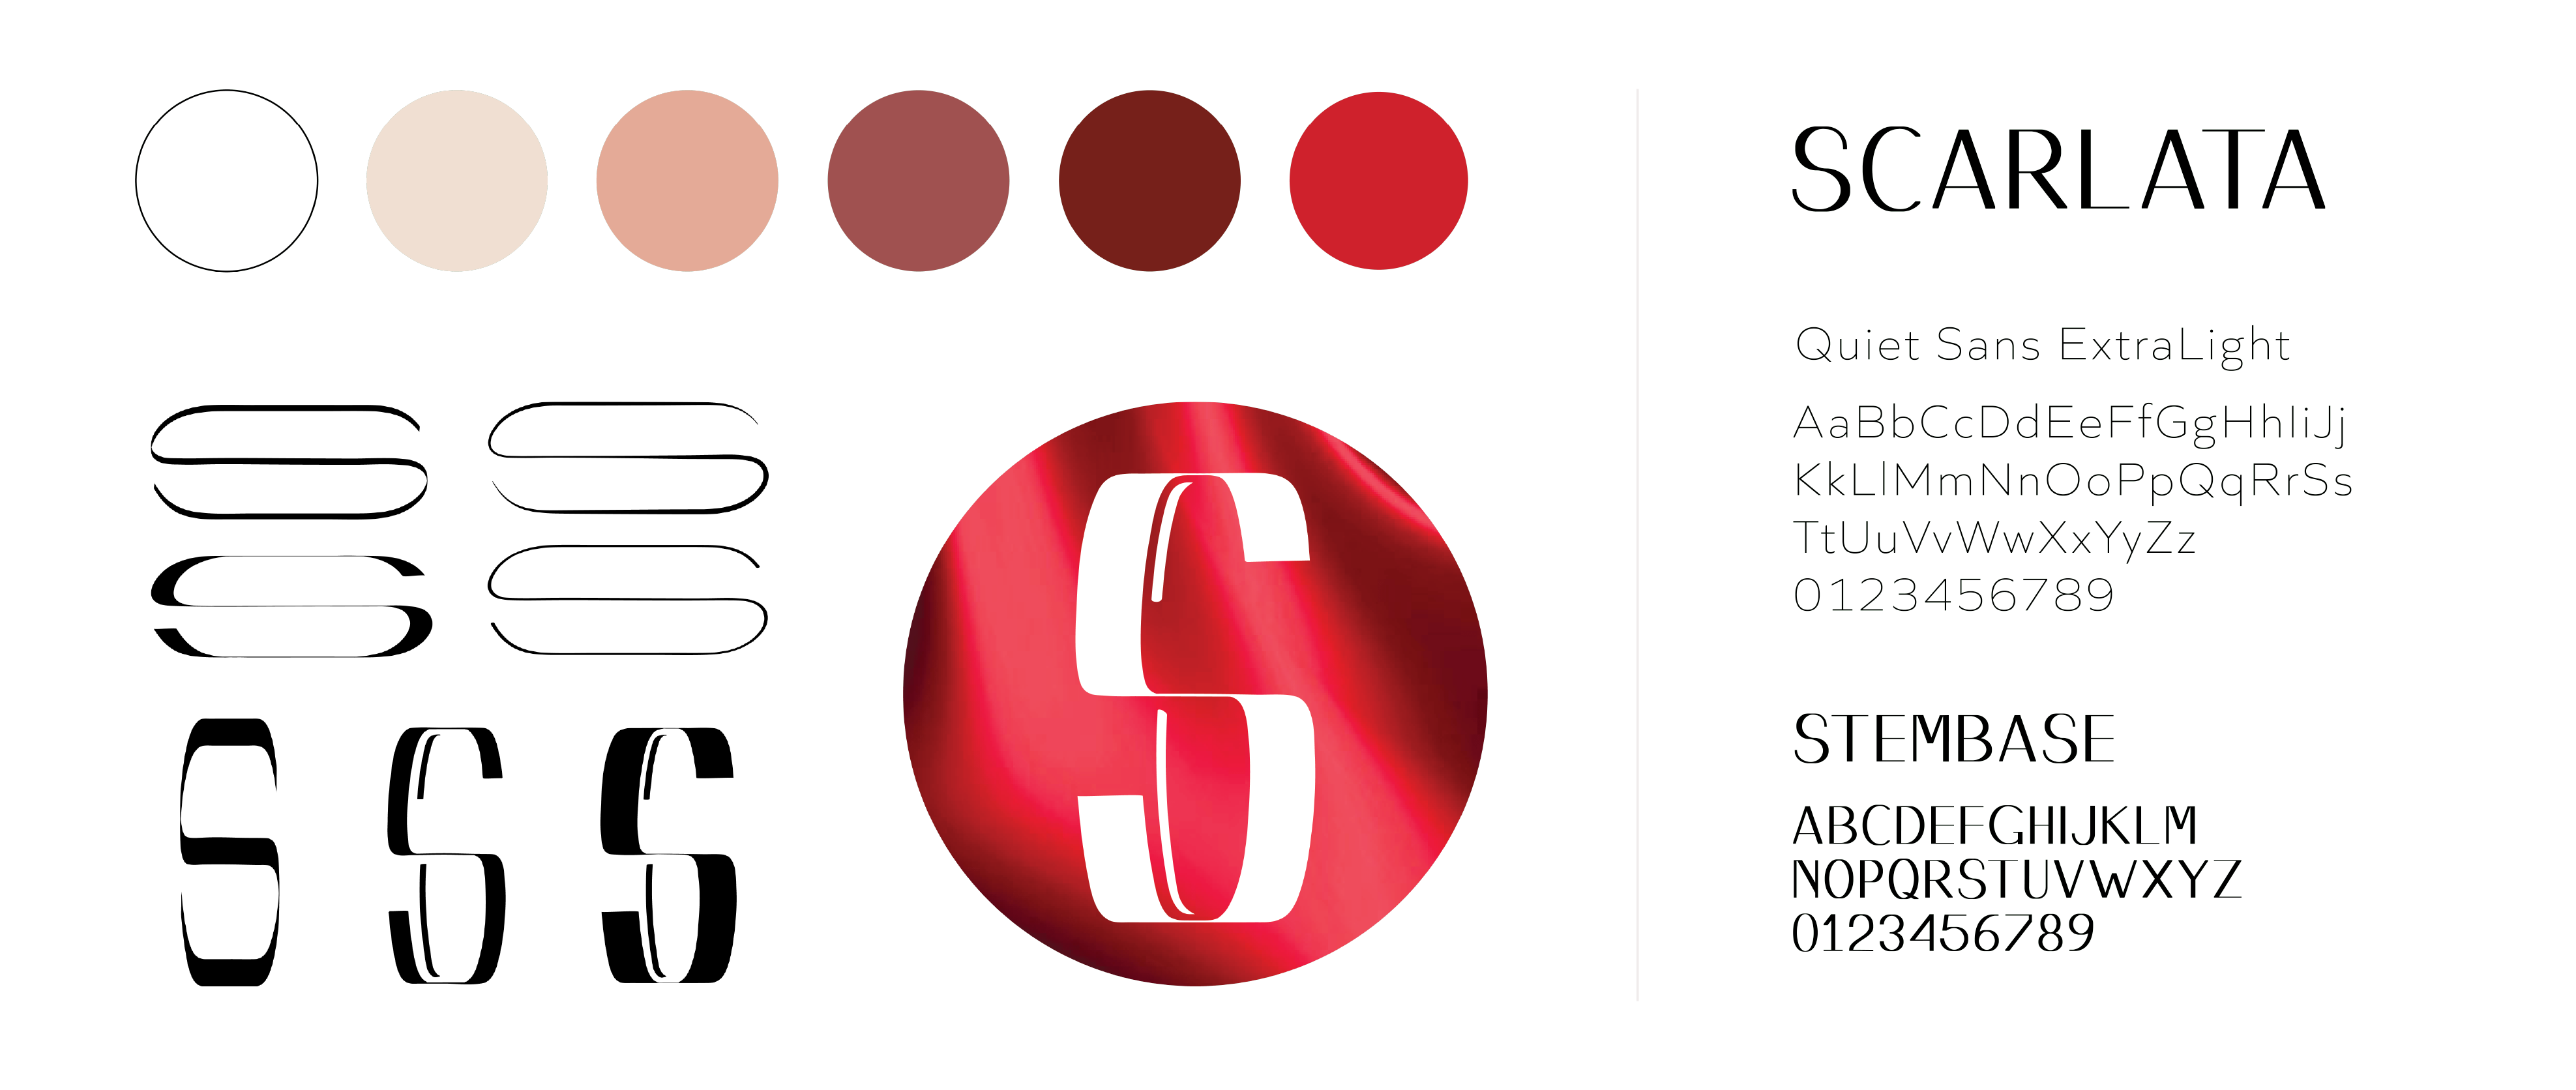 S S
S S
S S S
S
SCARLATA
Quiet Sans ExtraLight
AaBbCcDdEeFfGgHhIiJj
KkLlMmNnOoPpQqRrSs
TtUuVvWwXxYyZz
0123456789
STEMBASE
ABCDEFGHIJKLM
NOPQRSTUVWXYZ
0123456789